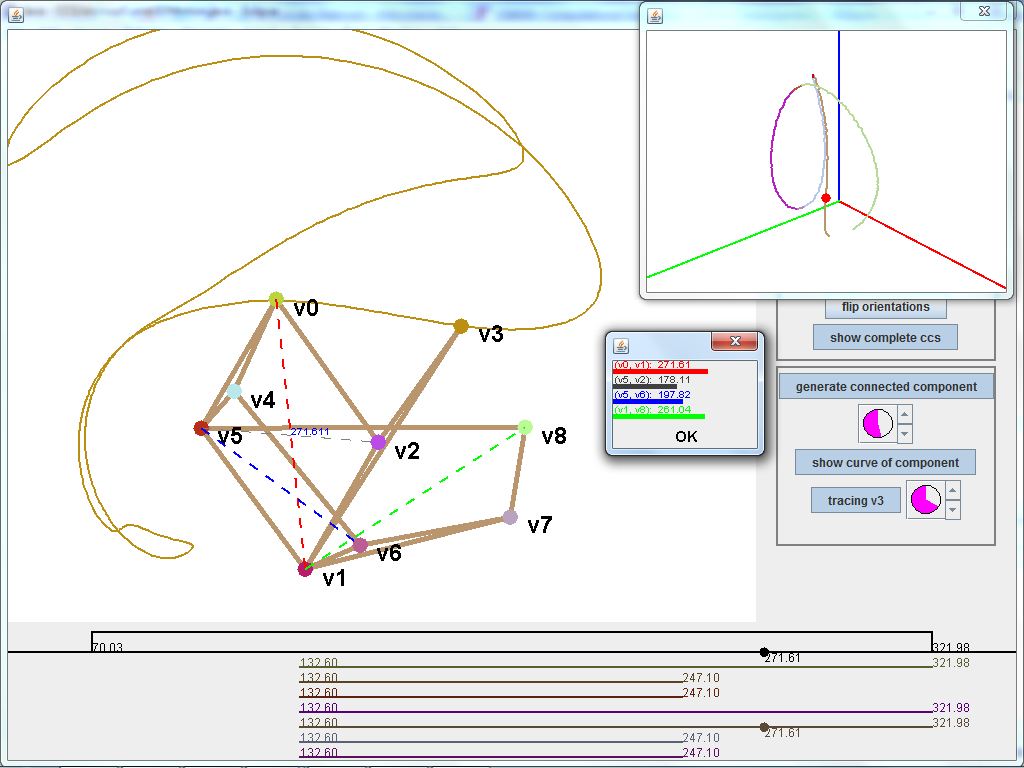 flip orientations
show complete ccs
generate connected component
show curve of component
tracing v3
(v0, v1): 271.61
(v5, v2): 178.11
(v5, v6): 197.82
(v1, v8): 261.04
OK
v0
v3
v4
v5
271.611
v2
v8
v7
v6
v1
70.03
321.98
271.61
132.60
321.98
132.60
247.10
132.60
247.10
132.60
321.98
132.60
321.98
271.61
132.60
247.10
132.60
247.10